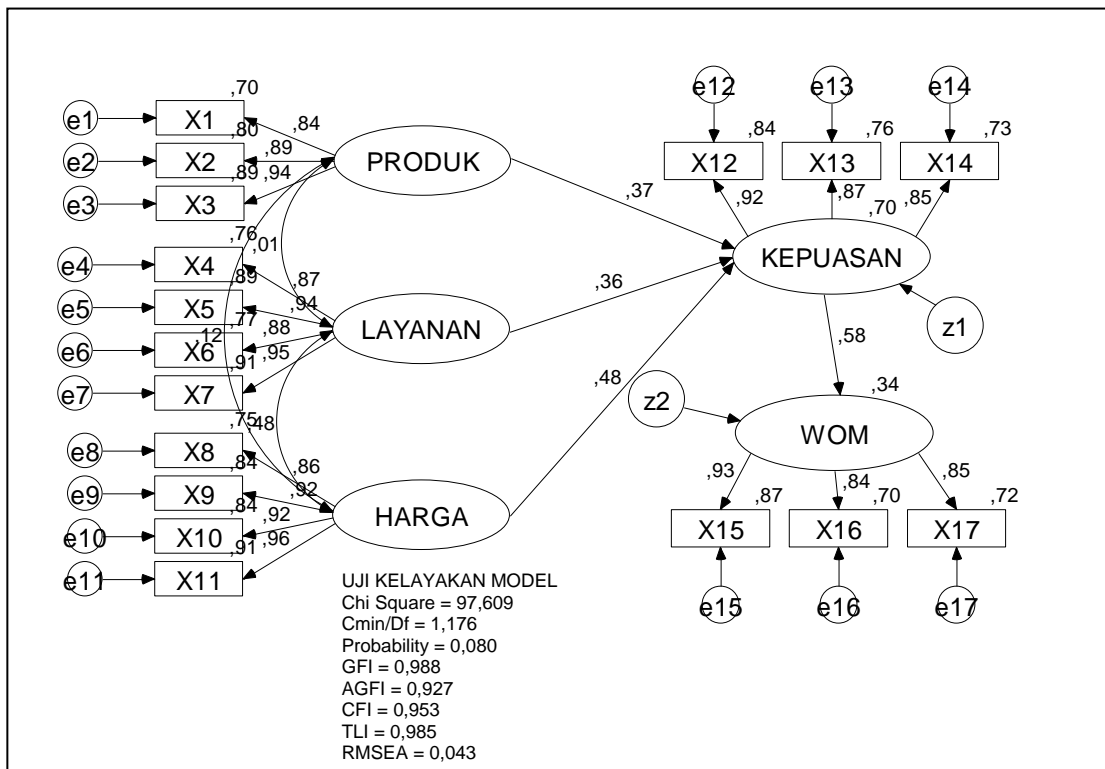 ,70
e1 X1 ,84
,80
e2 X2 ,89
,89 ,94
e3 X3
PRODUK
,76 ,01
e4 X4 ,87
,89
e5 X5 ,94
,77
e6 X6 ,88
,12
,91 ,95
e7 X7
LAYANAN
,75 ,48
e8 X8 ,86
,84
e9 X9 ,92
,84
e10 X10 ,92
,91 ,96
e11 X11
HARGA
,37
,36
,48
e12 e13 e14
,84 ,76 ,73
X12 X13 X14
,92 ,87 ,70 ,85
KEPUASAN
z1
,58
z2 ,34
WOM
,93 ,84 ,85
,87 ,70 ,72
X15 X16 X17
e15 e16 e17
UJI KELAYAKAN MODEL
Chi Square = 97,609
Cmin/Df = 1,176
Probability = 0,080
GFI = 0,988
AGFI = 0,927
CFI = 0,953
TLI = 0,985
RMSEA = 0,043